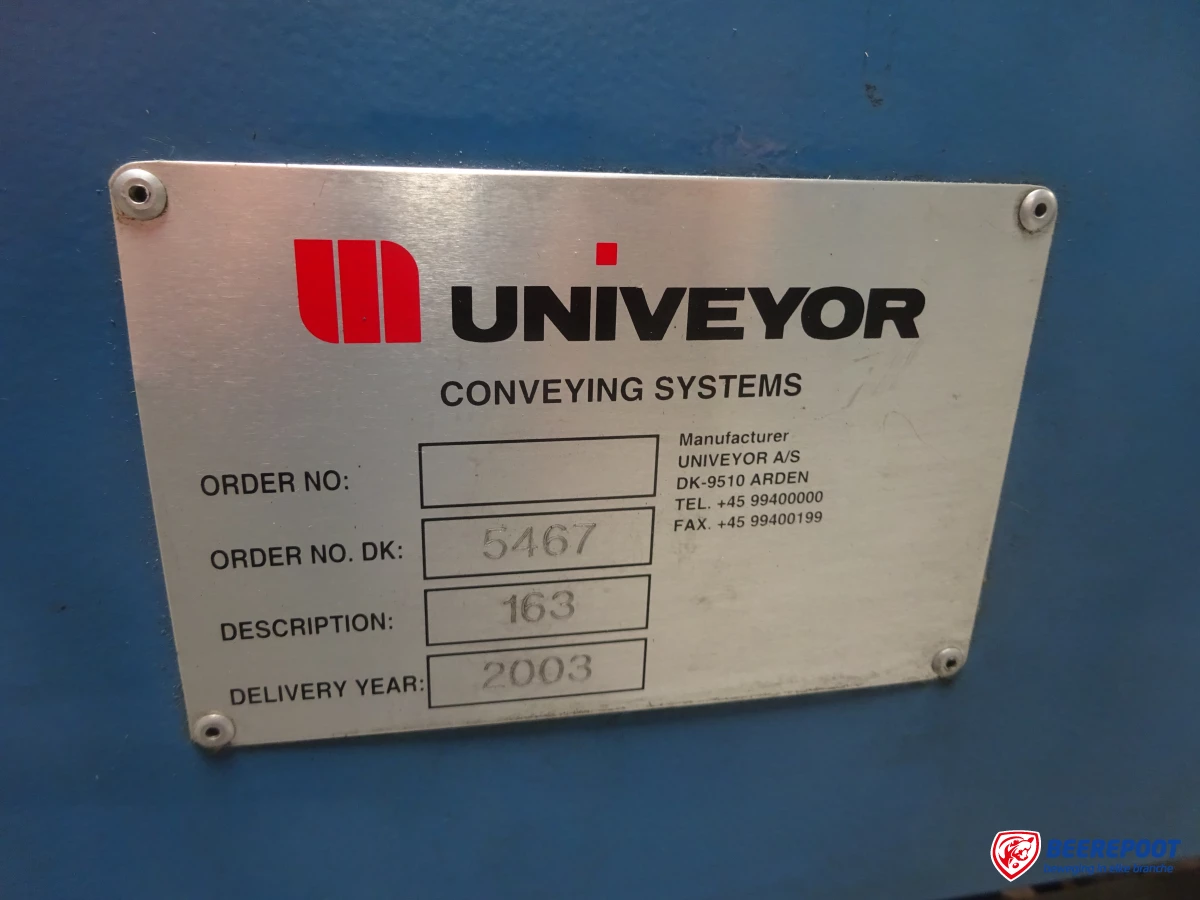 UNIVEYOR
CONVEYING SYSTEMS
ORDER NO:
ORDER NO. DK: 5467
DESCRIPTION: 163
DELIVERY YEAR: 2003
Manufacturer
UNIVEYOR A/S
DK-9510 ARDEN
TEL. +45 99400000
FAX. +45 99400199
BEEREPOOT
branche